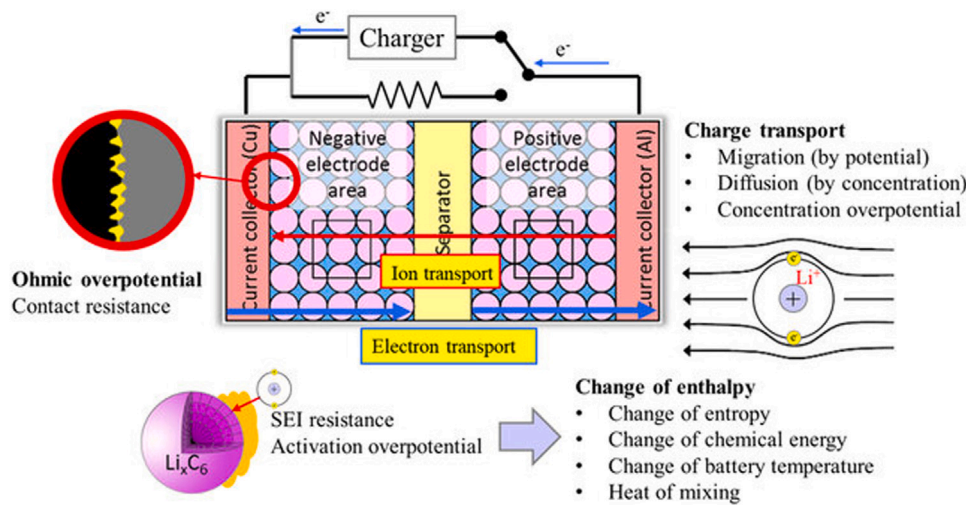 e-
Charger
e-
Current collector (Cu)
Negative
electrode
area
Separator
Positive
electrode
area
Current collector (Al)
Ion transport
Electron transport
Ohmic overpotential
Contact resistance
Charge transport
• Migration (by potential)
• Diffusion (by concentration)
• Concentration overpotential
e-
Li+
+
e-
+
LixC6
SEI resistance
Activation overpotential
Change of enthalpy
• Change of entropy
• Change of chemical energy
• Change of battery temperature
• Heat of mixing